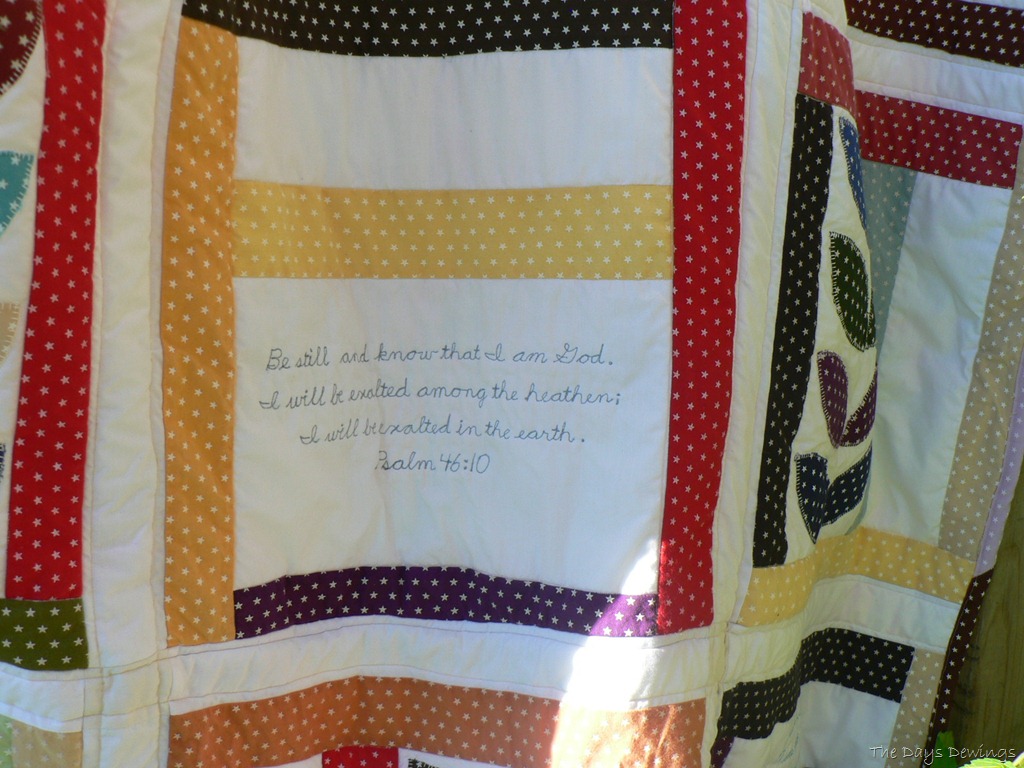 Be still and know that I am God.
I will be exalted among the heathen;
I will be exalted in the earth.
Psalm 46:10
The Days Dewings